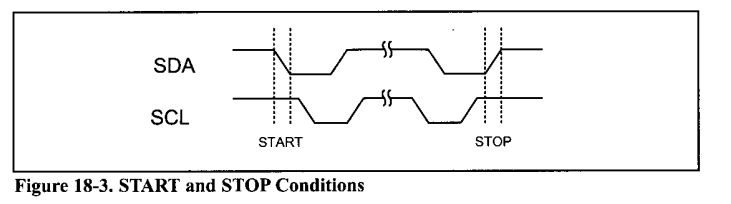 SDA
SCL
START
STOP
Figure 18-3. START and STOP Conditions